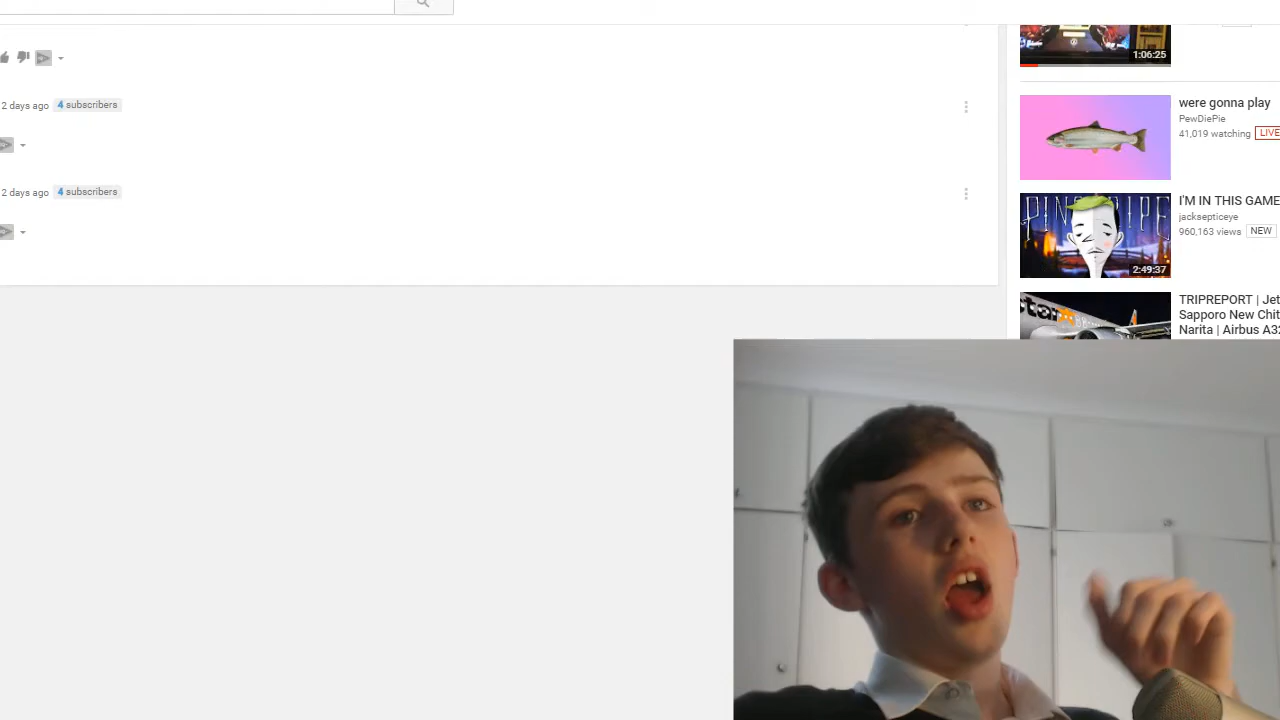 1:06:25
2 days ago 4 subscribers
were gonna play
PewDiePie
41,019 watching LIVE
2 days ago 4 subscribers
I'M IN THIS GAME
jacksepticeye
960,163 views NEW
2:49:37
TRIPREPORT | Jet
Sapporo New Chit
Narita | Airbus A32